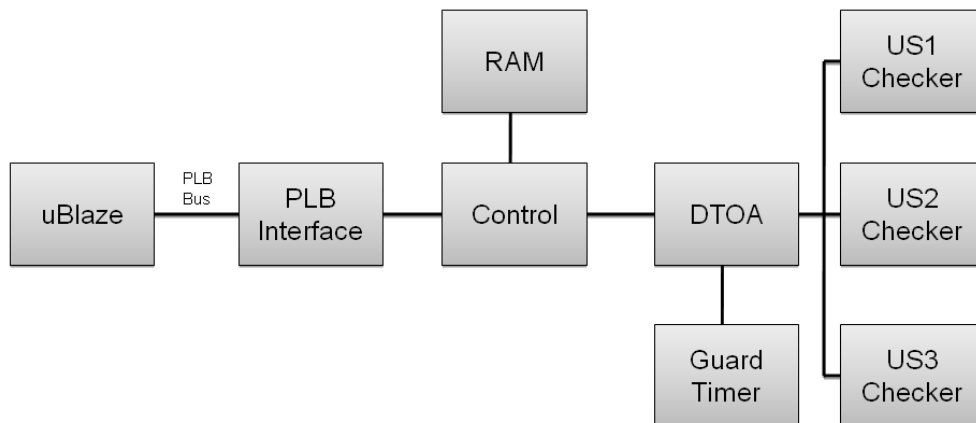 RAM
US1
Checker
uBlaze
PLB
Bus
PLB
Interface
Control
DTOA
US2
Checker
Guard
Timer
US3
Checker